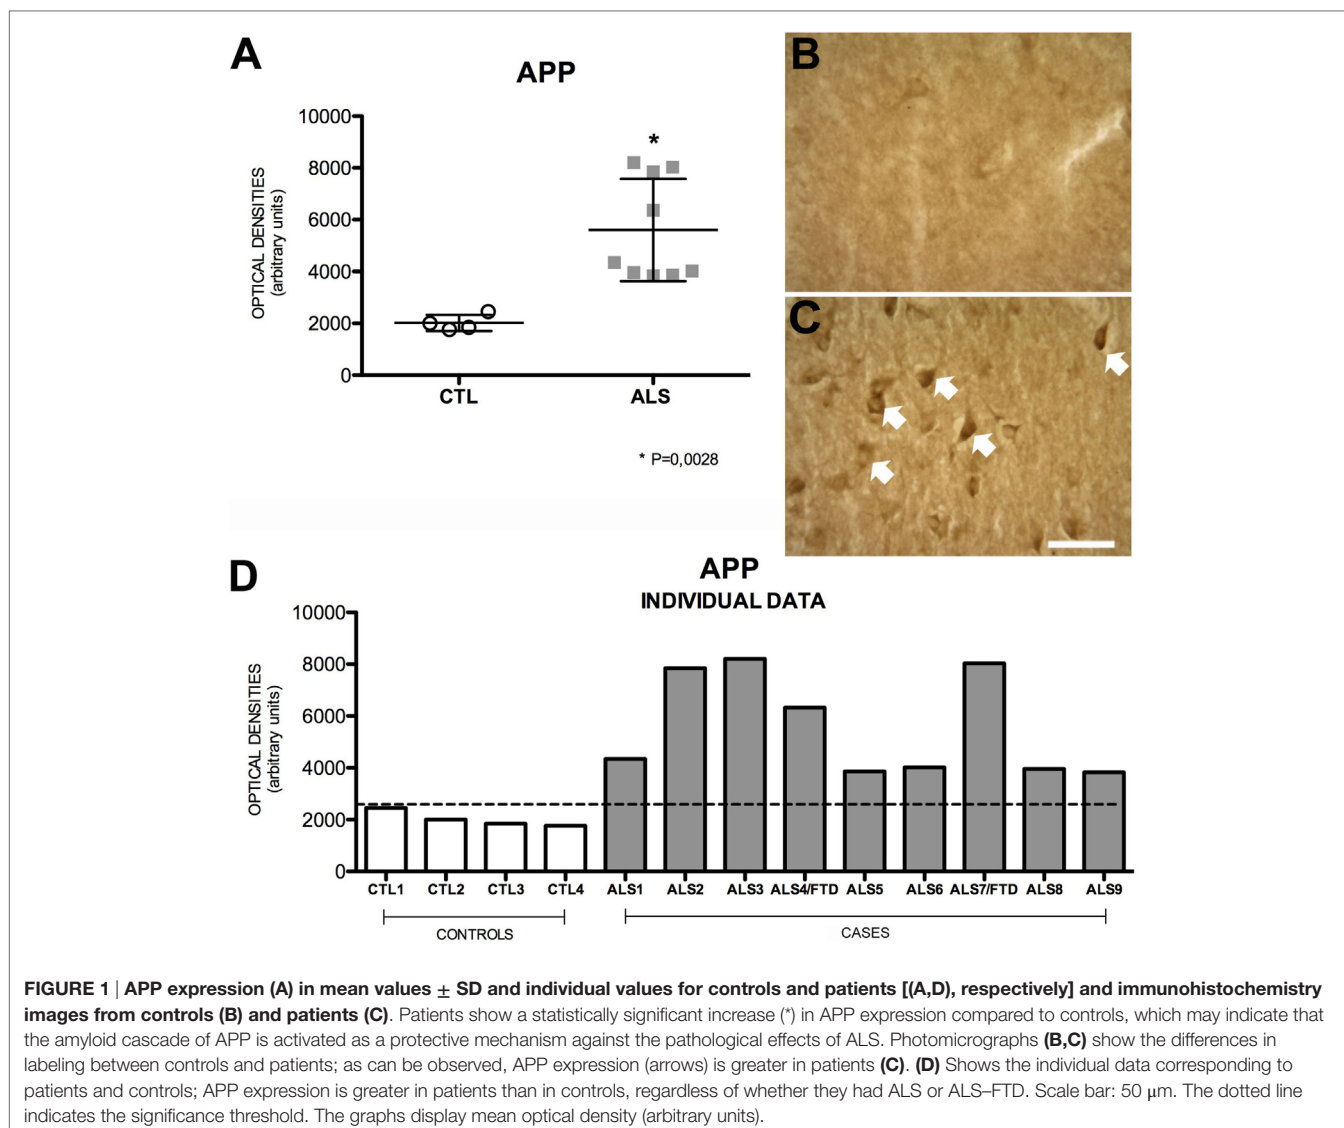 A
APP
10000
8000
6000
4000
2000
0
OPTICAL DENSITIES
(arbitrary units)
*
CTL
ALS
* P=0,0028
B
C
D
APP
INDIVIDUAL DATA
10000
8000
6000
4000
2000
0
OPTICAL DENSITIES
(arbitrary units)
CTL1 CTL2 CTL3 CTL4 ALS1 ALS2 ALS3 ALS4/FTD ALS5 ALS6 ALS7/FTD ALS8 ALS9
CONTROLS
CASES
FIGURE 1 | APP expression (A) in mean values ± SD and individual values for controls and patients [(A,D), respectively] and immunohistochemistry
images from controls (B) and patients (C). Patients show a statistically significant increase (*) in APP expression compared to controls, which may indicate that
the amyloid cascade of APP is activated as a protective mechanism against the pathological effects of ALS. Photomicrographs (B,C) show the differences in
labeling between controls and patients; as can be observed, APP expression (arrows) is greater in patients (C). (D) Shows the individual data corresponding to
patients and controls; APP expression is greater in patients than in controls, regardless of whether they had ALS or ALS–FTD. Scale bar: 50 μm. The dotted line
indicates the significance threshold. The graphs display mean optical density (arbitrary units).